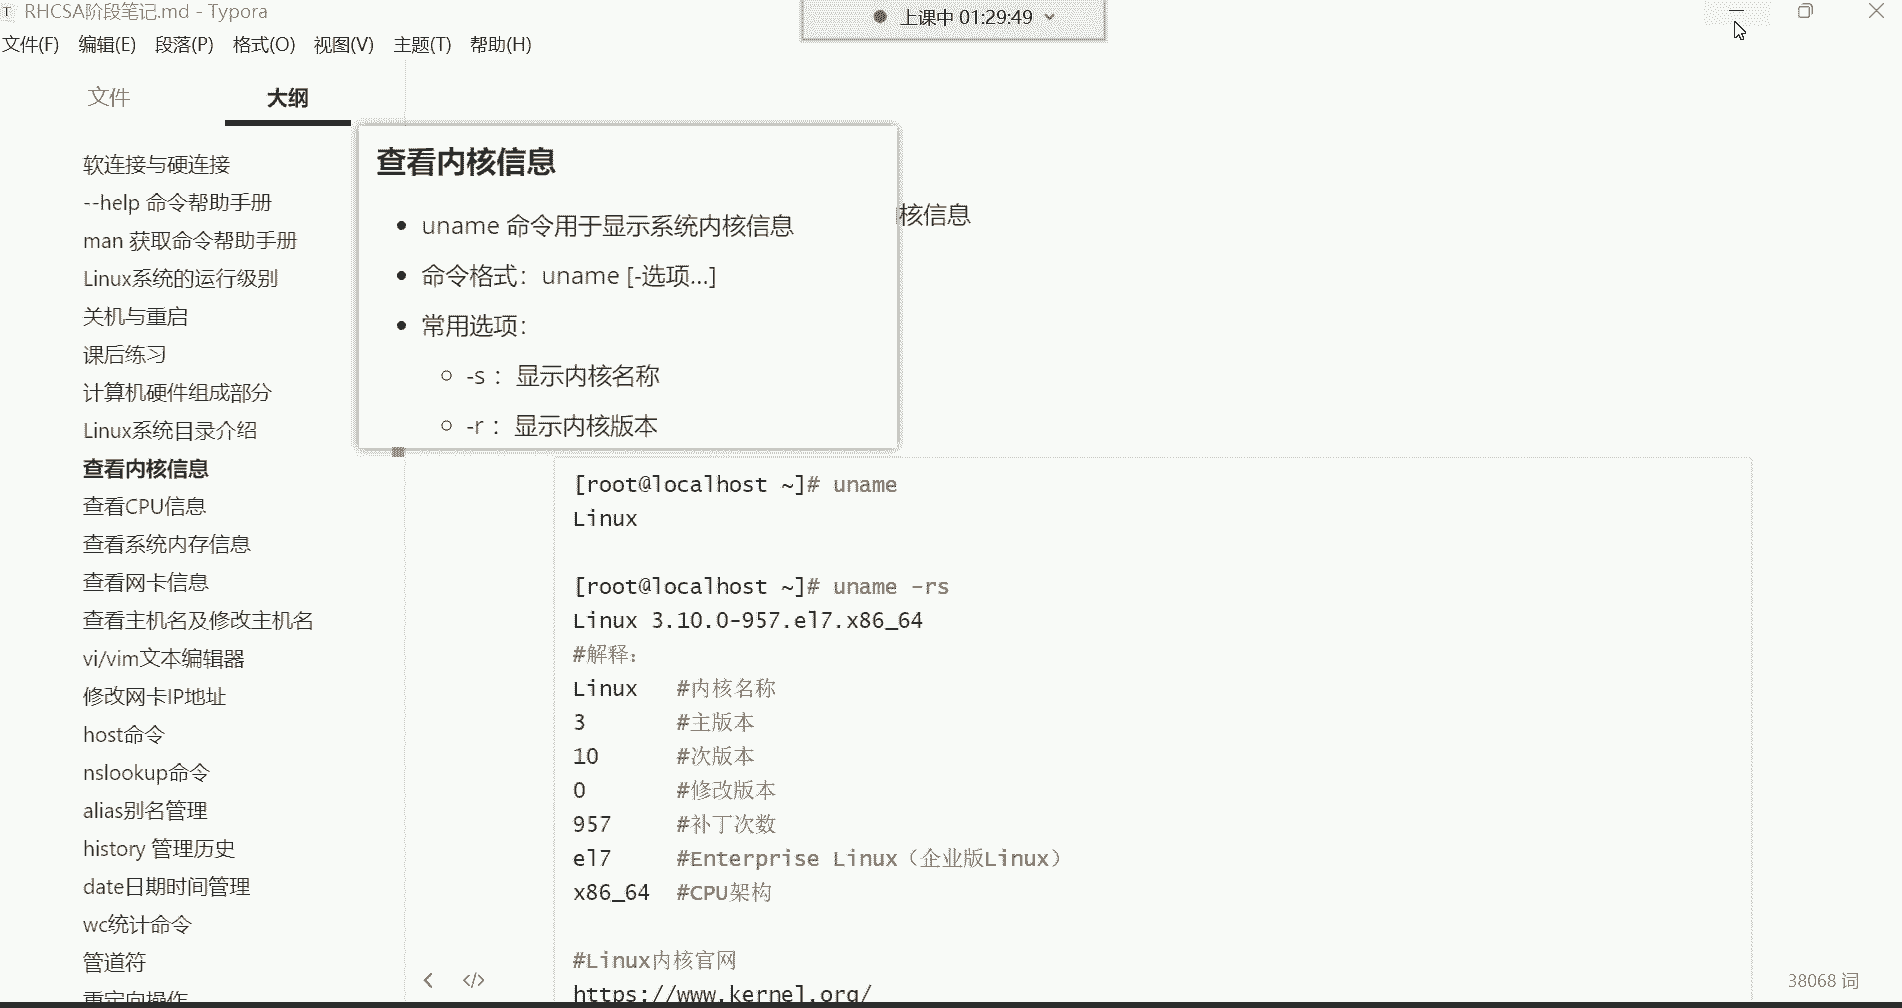 RHCSA阶段笔记.md - Typora
上课中 01:29:49
文件(F) 编辑(E) 段落(P) 格式(O) 视图(V) 主题(T) 帮助(H)
文件
大纲
软连接与硬连接
--help 命令帮助手册
man 获取命令帮助手册
Linux系统的运行级别
关机与重启
课后练习
计算机硬件组成部分
Linux系统目录介绍
查看内核信息
查看CPU信息
查看系统内存信息
查看网卡信息
查看主机名及修改主机名
vi/vim文本编辑器
修改网卡IP地址
host命令
nslookup命令
alias别名管理
history 管理历史
date日期时间管理
wc统计命令
管道符
重定向操作
查看内核信息
uname 命令用于显示系统内核信息
命令格式：uname [-选项...]
常用选项：
-s ：显示内核名称
-r ：显示内核版本
核信息
[root@localhost ~]# uname
Linux
[root@localhost ~]# uname -rs
Linux 3.10.0-957.el7.x86_64
#解释：
Linux #内核名称
3 #主版本
10 #次版本
0 #修改版本
957 #补丁次数
el7 #Enterprise Linux（企业版Linux）
x86_64 #CPU架构
#Linux内核官网
https://www.kernel.org/
38068 词